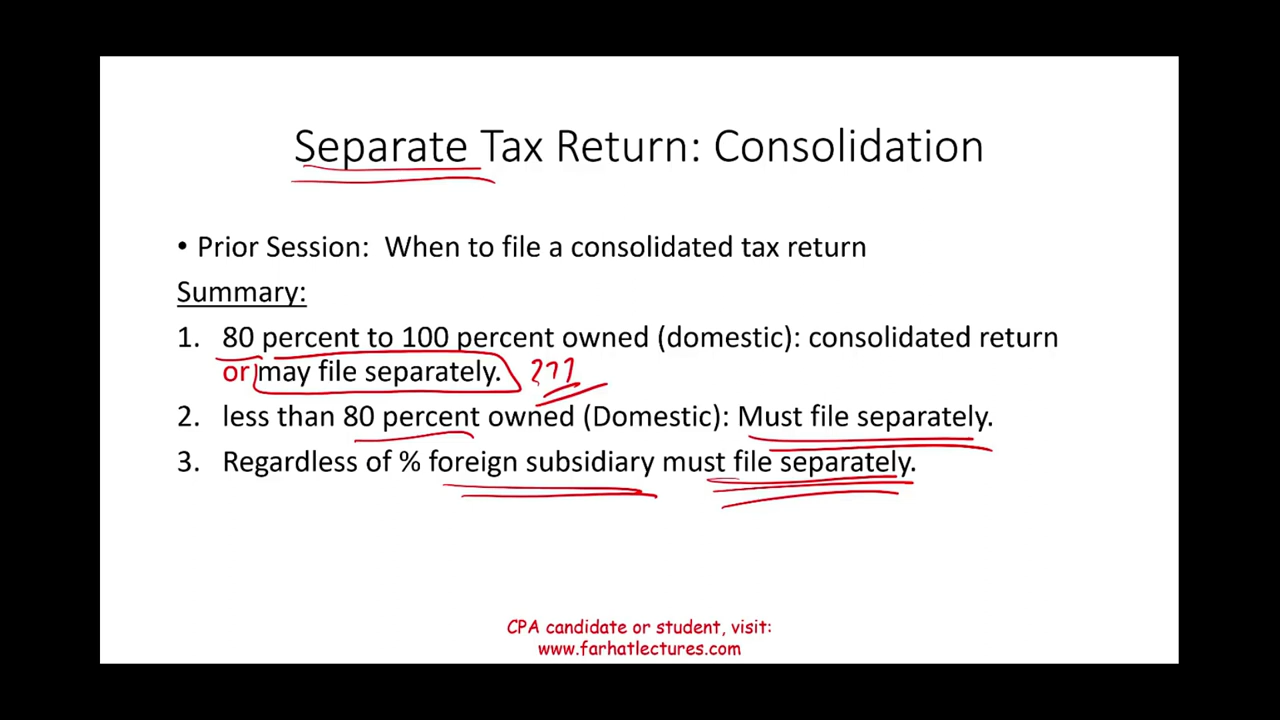 Separate Tax Return: Consolidation
• Prior Session: When to file a consolidated tax return
Summary:
1. 80 percent to 100 percent owned (domestic): consolidated return
or may file separately. ???
2. less than 80 percent owned (Domestic): Must file separately.
3. Regardless of % foreign subsidiary must file separately.
CPA candidate or student, visit:
www.farhatlectures.com